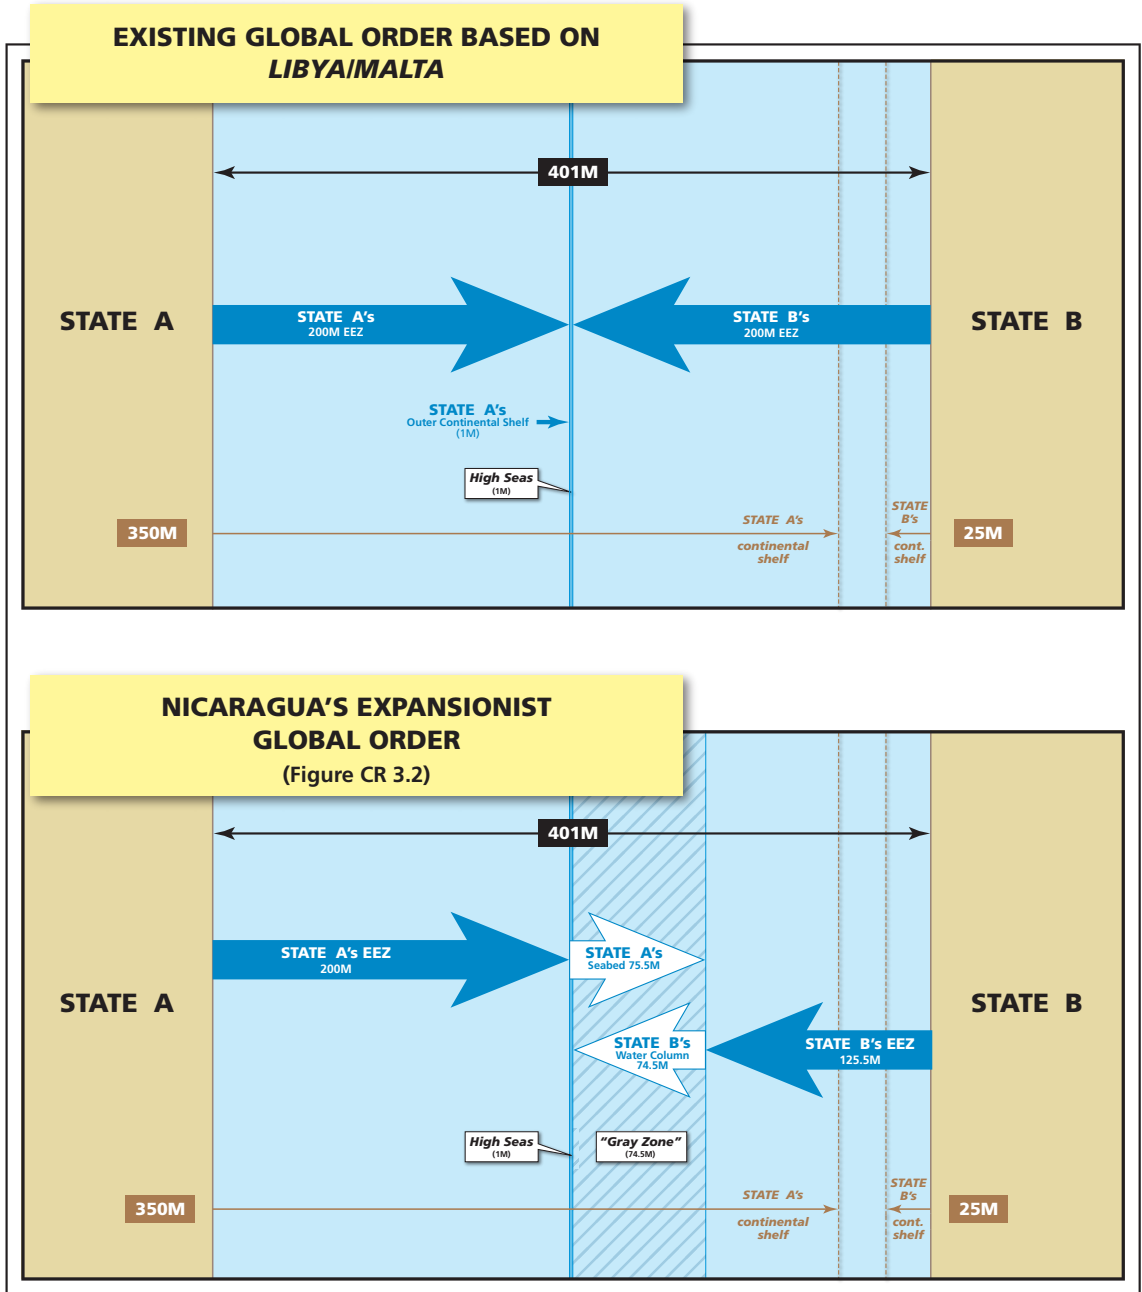 EXISTING GLOBAL ORDER BASED ON
LIBYA/MALTA
401M
STATE A
STATE A's
200M EEZ
STATE B's
200M EEZ
STATE B
STATE A's
Outer Continental Shelf
(1M)
High Seas
(1M)
350M
STATE A's
continental
shelf
STATE
B's
cont.
shelf
25M
NICARAGUA'S EXPANSIONIST
GLOBAL ORDER
(Figure CR 3.2)
401M
STATE A's EEZ
200M
STATE A's
Seabed 75.5M
STATE A
STATE B
STATE B's
Water Column
74.5M
STATE B's EEZ
125.5M
High Seas
(1M)
"Gray Zone"
(74.5M)
350M
STATE A's
continental
shelf
STATE
B's
cont.
shelf
25M